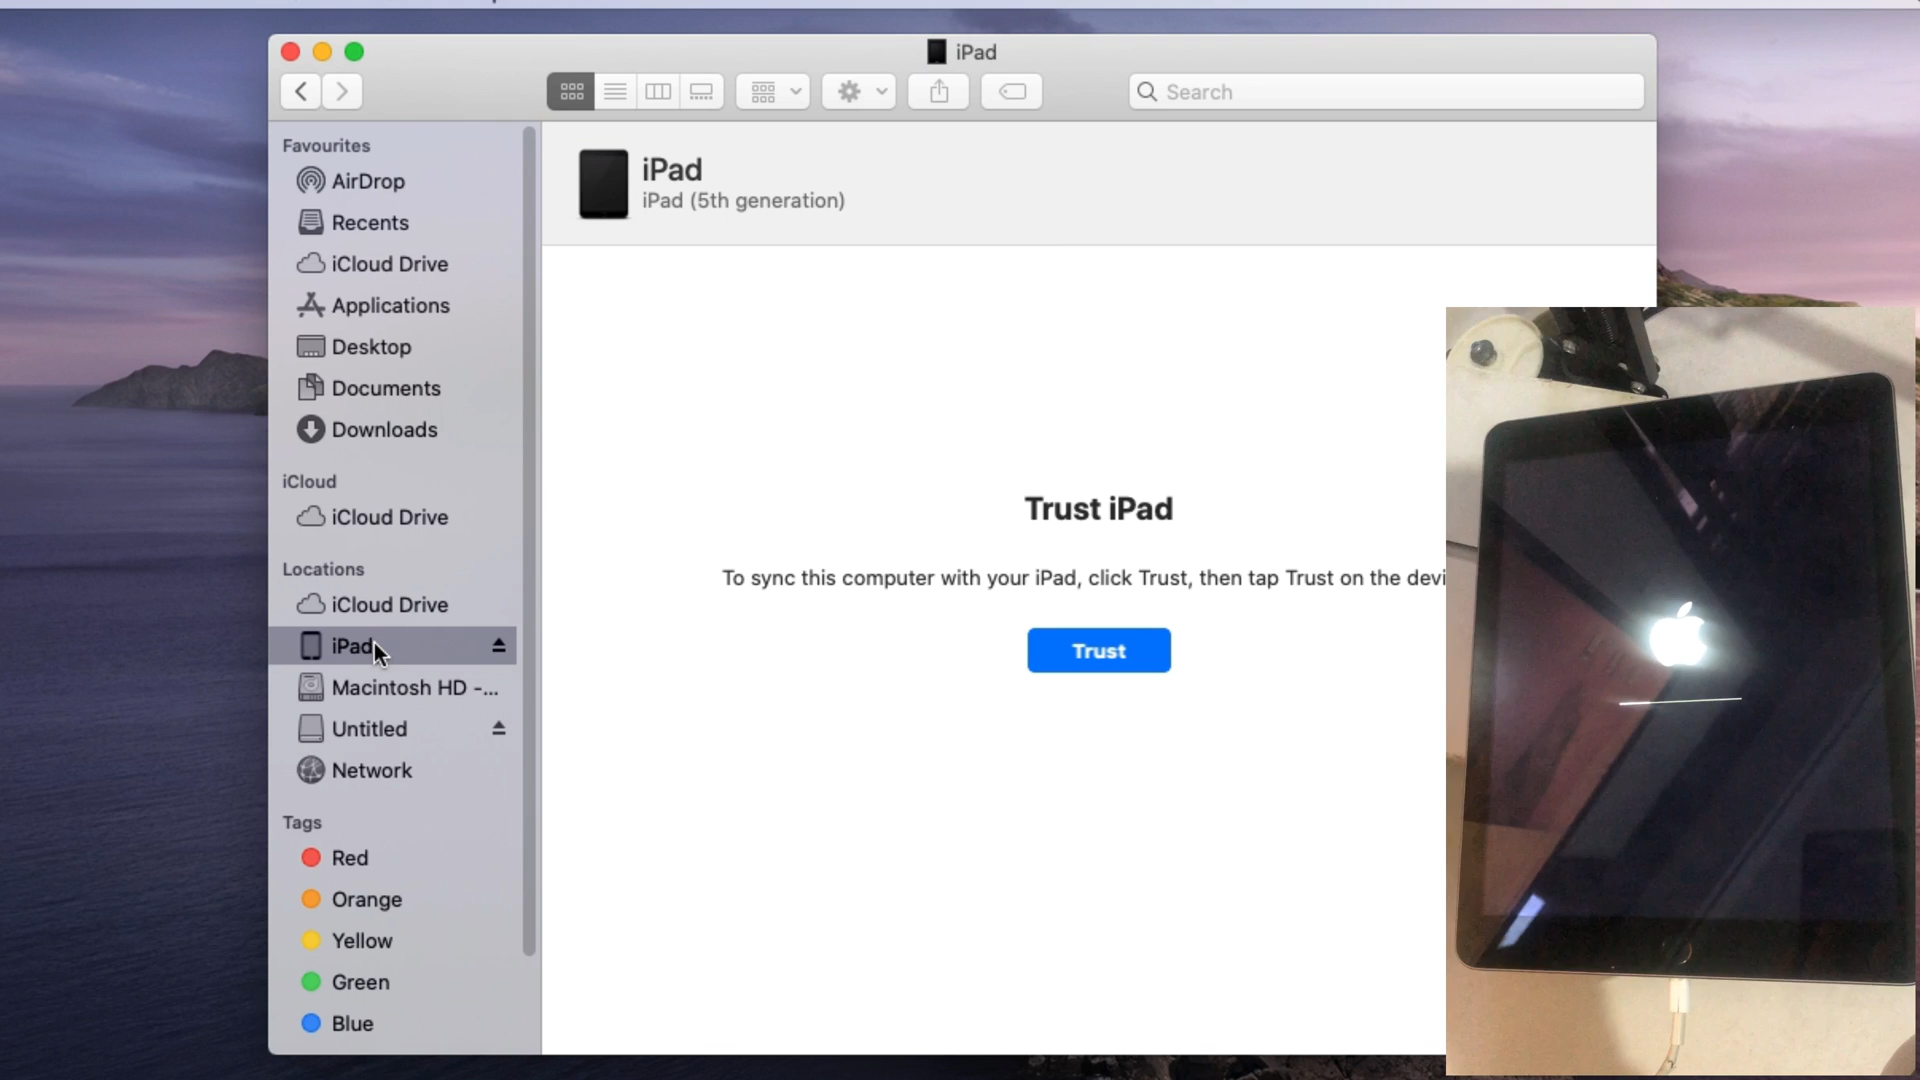 iPad
Search
Favourites
AirDrop
Recents
iCloud Drive
Applications
Desktop
Documents
Downloads
iCloud
iCloud Drive
Locations
iCloud Drive
iPad
Macintosh HD -...
Untitled
Network
Tags
Red
Orange
Yellow
Green
Blue
iPad
iPad (5th generation)
Trust iPad
To sync this computer with your iPad, click Trust, then tap Trust on the devi
Trust